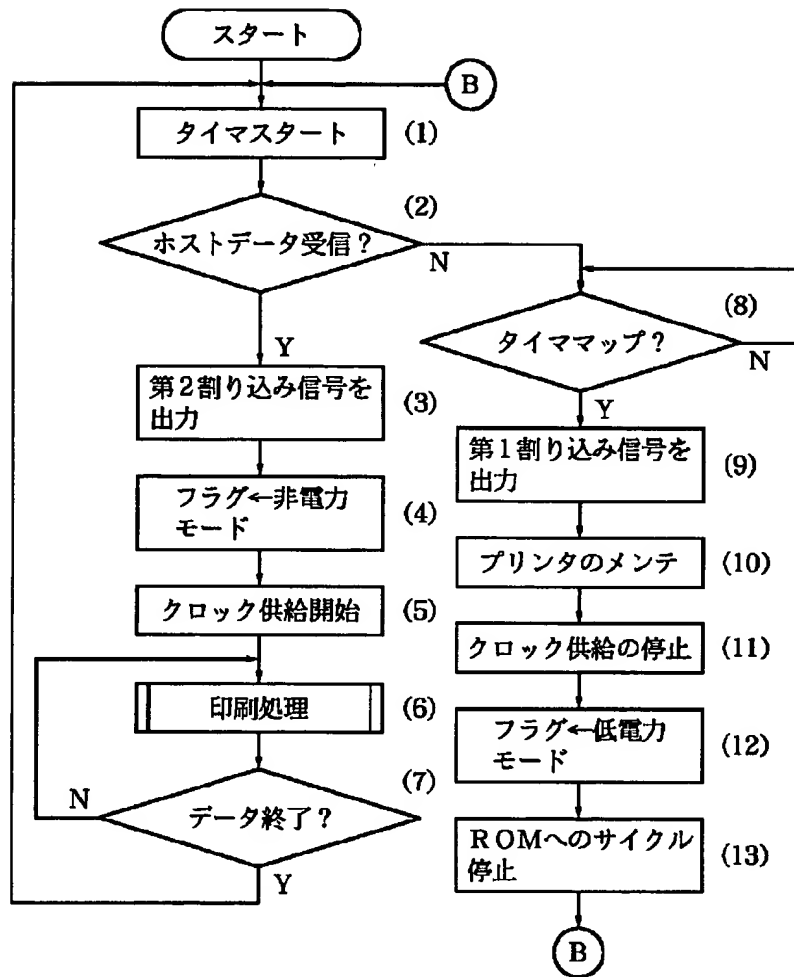 スタート
B
タイマスタート
(1)
(2)
ホストデータ受信?
N
Y
(8)
タイママップ?
N
Y
第2割り込み信号を
出力
(3)
フラグ←非電力
モード
(4)
クロック供給開始
(5)
印刷処理
(6)
(7)
データ終了?
N
Y
第1割り込み信号を
出力
(9)
プリンタのメンテ
(10)
クロック供給の停止
(11)
フラグ←低電力
モード
(12)
ROMへのサイクル
停止
(13)
B